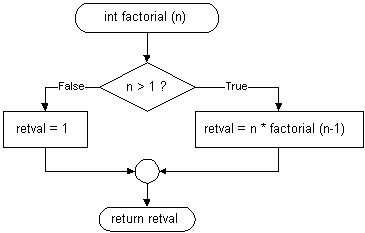 int factorial (n)
n > 1 ?
False
True
retval = 1
retval = n * factorial (n-1)
return retval